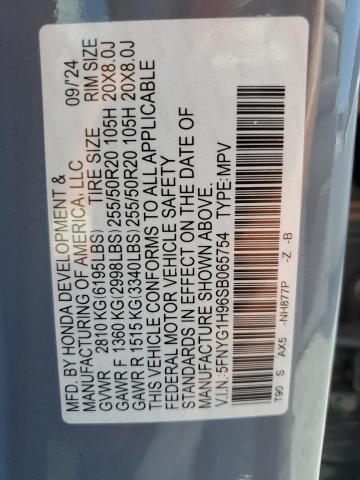 MFD. BY HONDA DEVELOPMENT & 09/'24
MANUFACTURING OF AMERICA, LLC
TIRE SIZE RIM SIZE
GVWR 2810 KG(6195LBS)
GAWR F 1360 KG(2998LBS) 255/50R20 105H 20X8.0J
GAWR R 1515 KG(3340LBS) 255/50R20 105H 20X8.0J
THIS VEHICLE CONFORMS TO ALL APPLICABLE
FEDERAL MOTOR VEHICLE SAFETY
STANDARDS IN EFFECT ON THE DATE OF
MANUFACTURE SHOWN ABOVE.
V.I.N.:5FNYG1H96SB065754 TYPE:MPV
T90 S AX5 -NH877P -Z -B